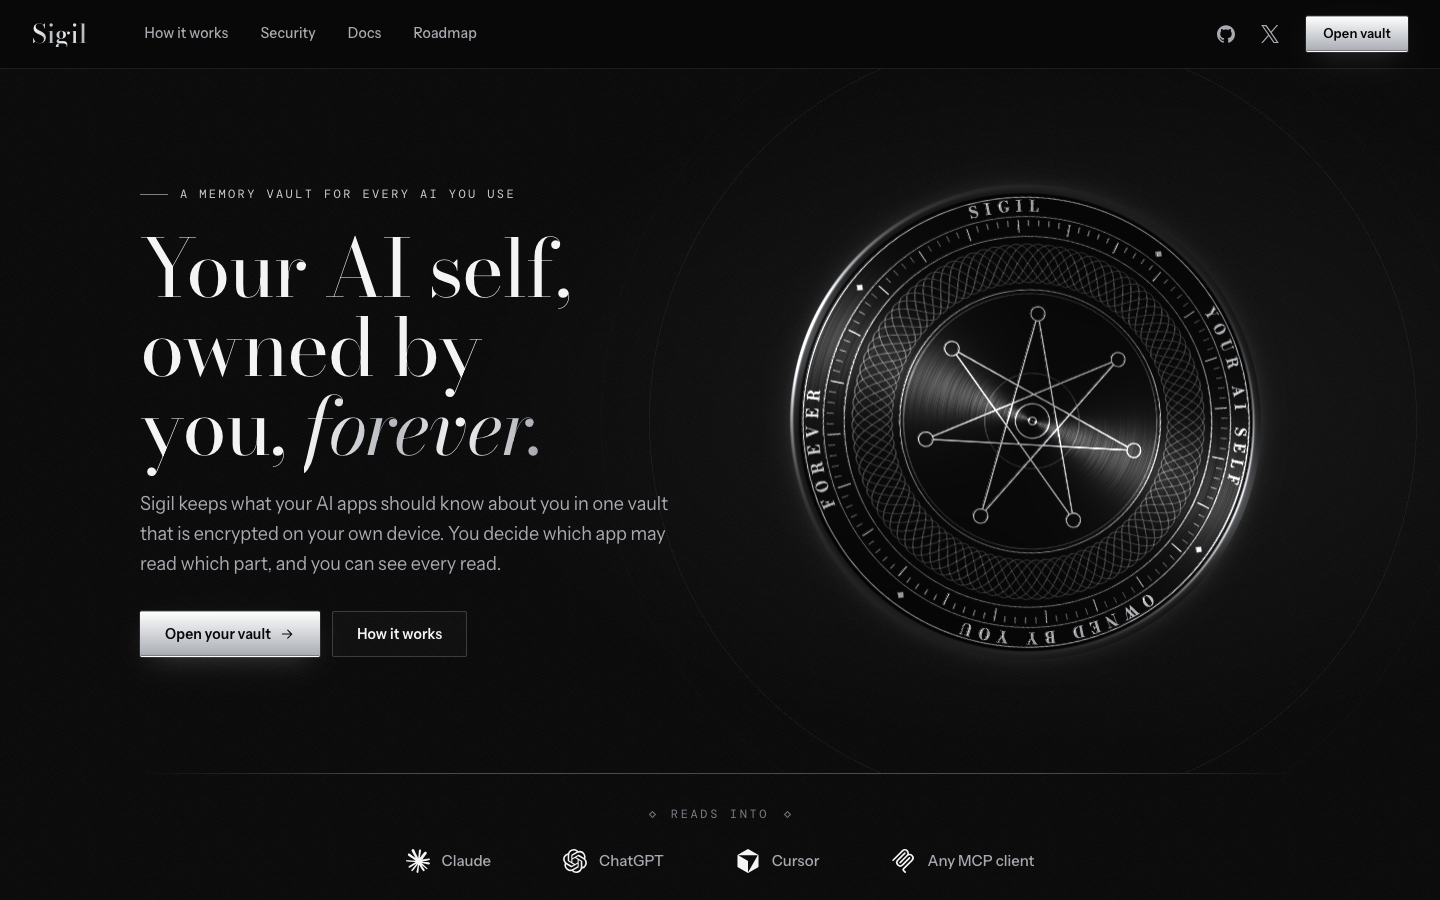 Sigil
How it works
Security
Docs
Roadmap
Open vault
A MEMORY VAULT FOR EVERY AI YOU USE
Your AI self,
owned by
you, forever.
Sigil keeps what your AI apps should know about you in one vault
that is encrypted on your own device. You decide which app may
read which part, and you can see every read.
Open your vault →
How it works
SIGIL
YOUR AI SELF
OWNED BY YOU
FOREVER
READS INTO
Claude
ChatGPT
Cursor
Any MCP client